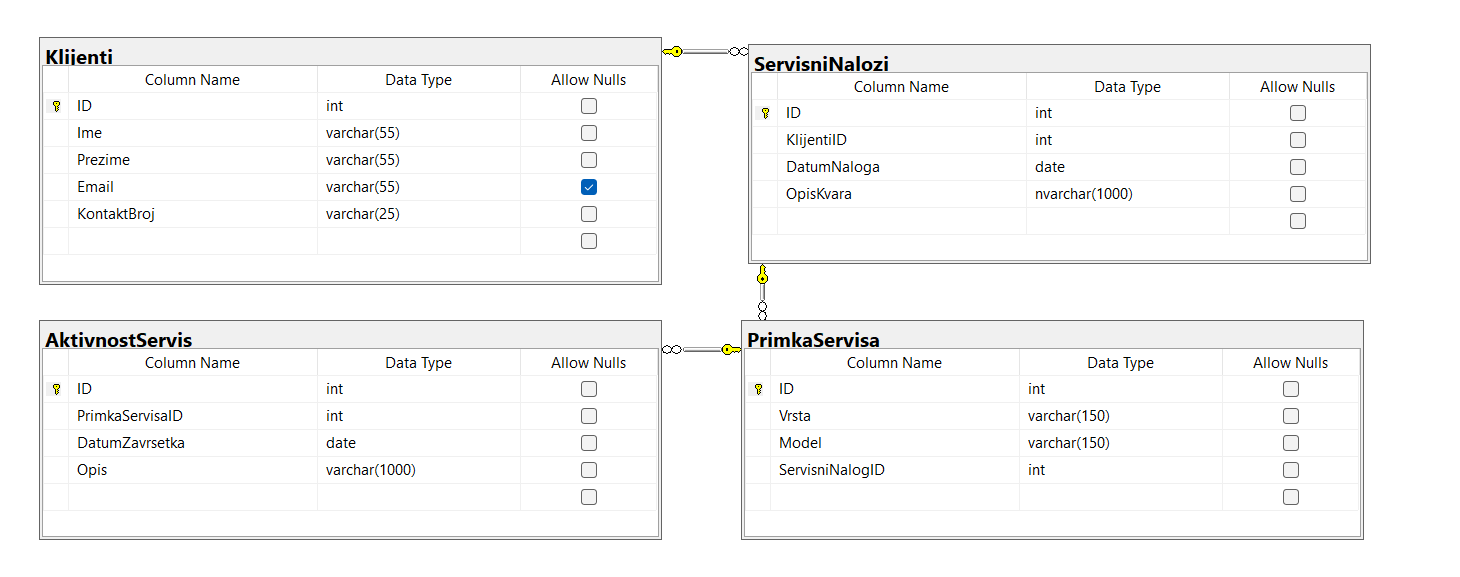 Klijenti
Column Name Data Type Allow Nulls
ID int
Ime varchar(55)
Prezime varchar(55)
Email varchar(55)
KontaktBroj varchar(25)
ServisniNalozi
Column Name Data Type Allow Nulls
ID int
KlijentiID int
DatumNaloga date
OpisKvara nvarchar(1000)
AktivnostServis
Column Name Data Type Allow Nulls
ID int
PrimkaServisaID int
DatumZavrsetka date
Opis varchar(1000)
PrimkaServisa
Column Name Data Type Allow Nulls
ID int
Vrsta varchar(150)
Model varchar(150)
ServisniNalogID int